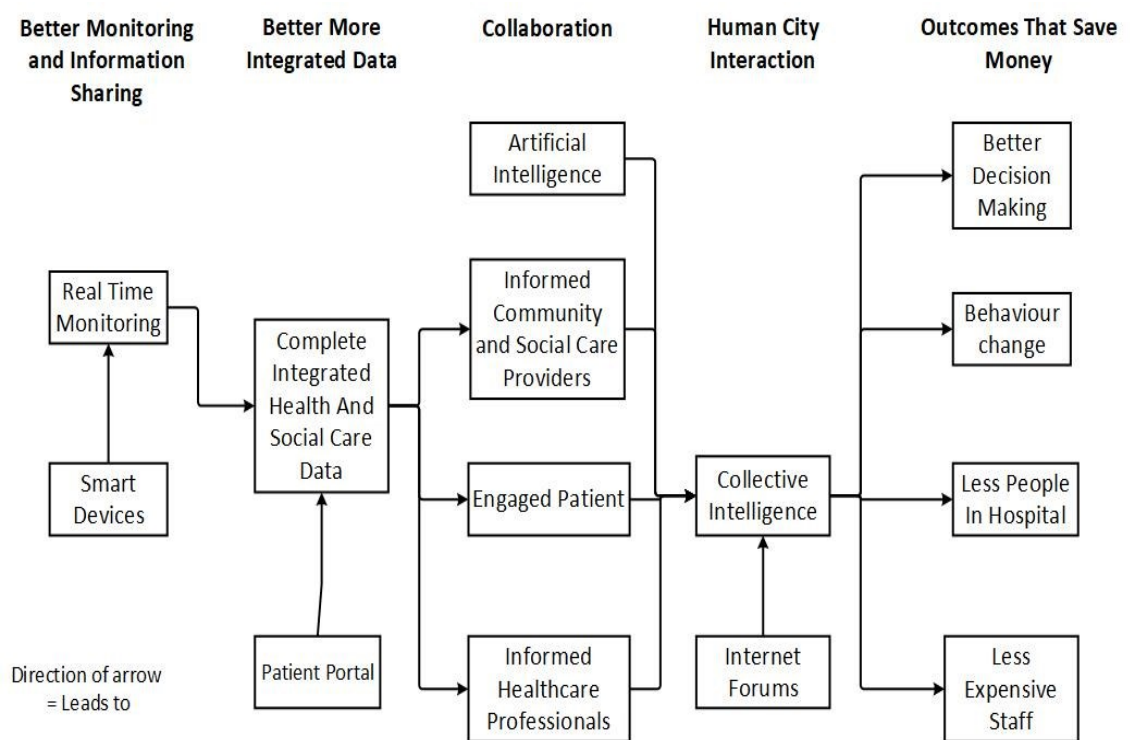 Better Monitoring
and Information
Sharing
Better More
Integrated Data
Collaboration
Human City
Interaction
Outcomes That Save
Money
Artificial
Intelligence
Better
Decision
Making
Real Time
Monitoring
Informed
Community
and Social Care
Providers
Behaviour
change
Complete
Integrated
Health And
Social Care
Data
Smart
Devices
Engaged Patient
Collective
Intelligence
Less People
In Hospital
Patient Portal
Informed
Healthcare
Professionals
Internet
Forums
Less
Expensive
Staff
Direction of arrow
= Leads to